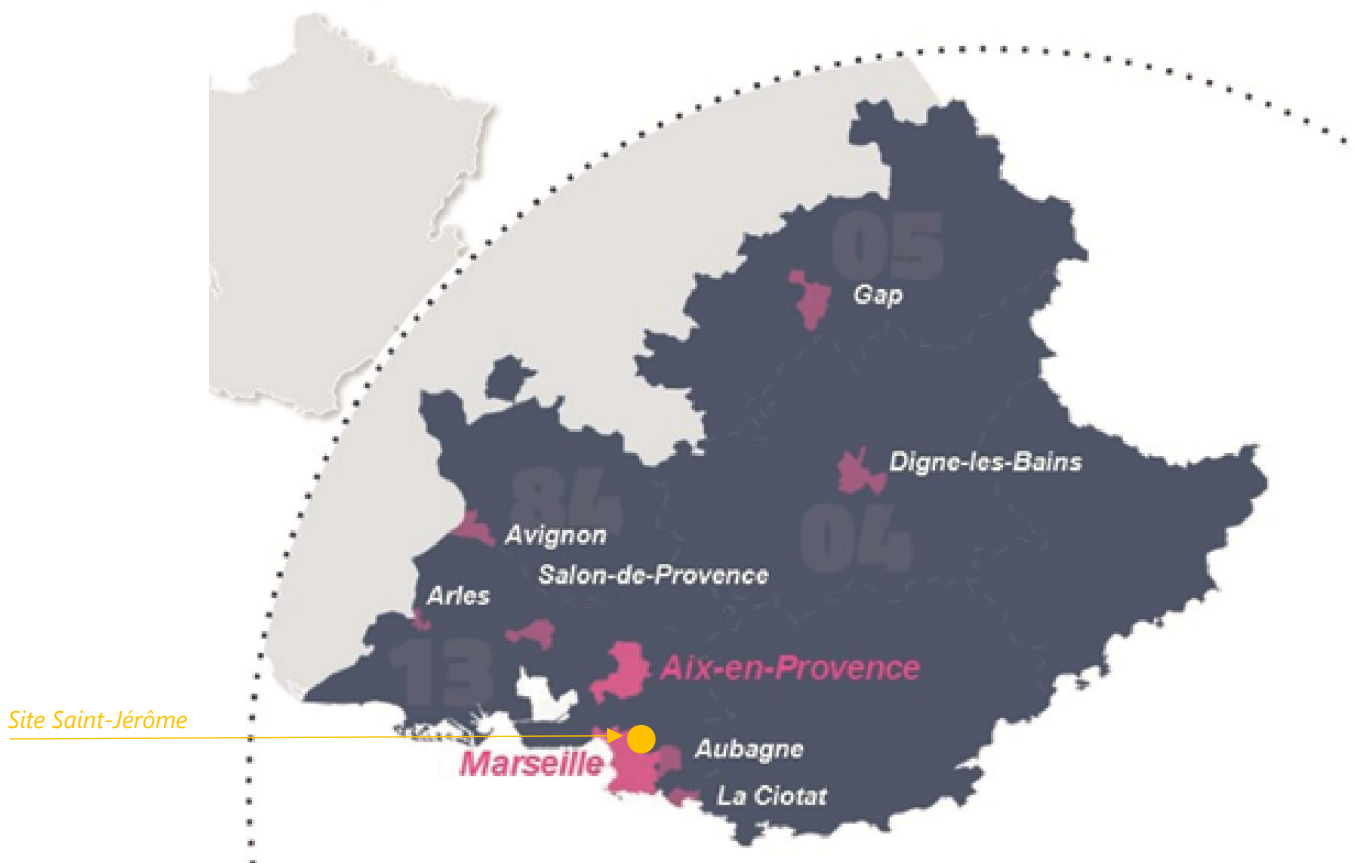 05
Gap
Digne-les-Bains
84
04
Avignon
Salon-de-Provence
Arles
13
Aix-en-Provence
Site Saint-Jérôme
Marseille
Aubagne
La Ciotat